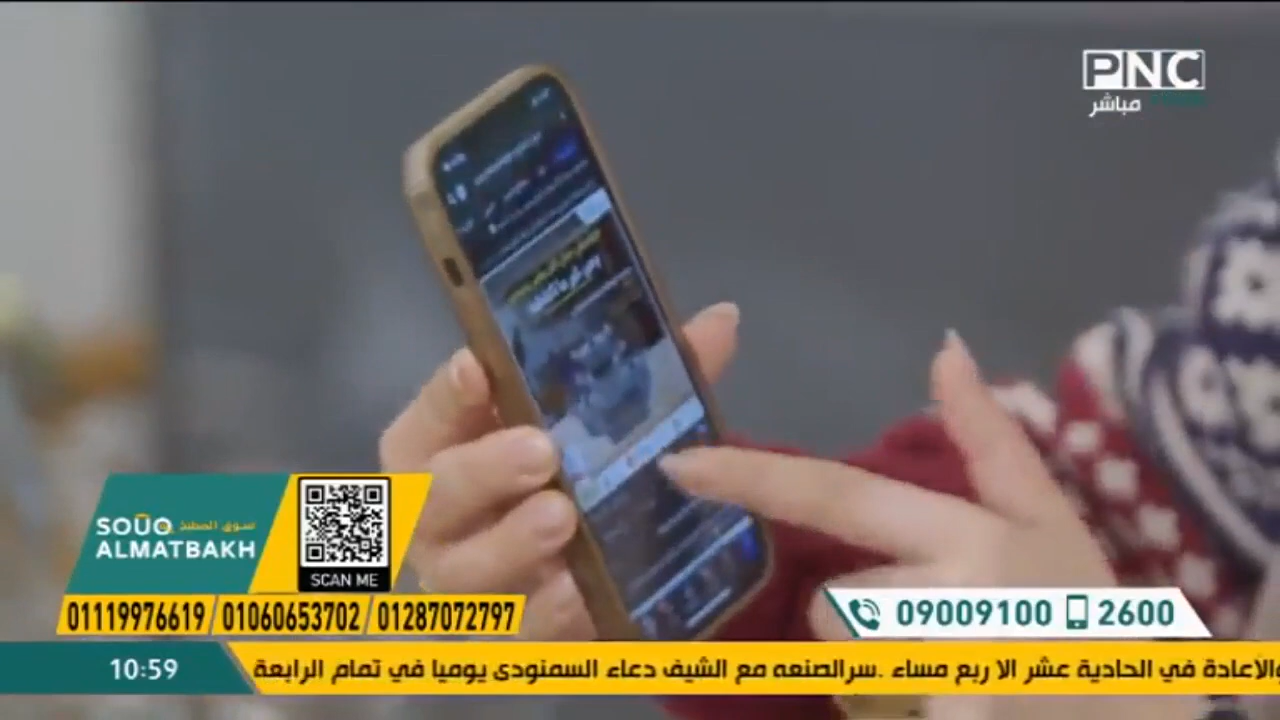 PNC
مباشر
SOUQ سوق المطبخ
ALMATBAKH
SCAN ME
01119976619 01060653702 01287072797
09009100 2600
10:59
والاعادة في الحادية عشر الا ربع مساء .سرالصنعه مع الشيف دعاء السمنودى يوميا في تمام الرابعة